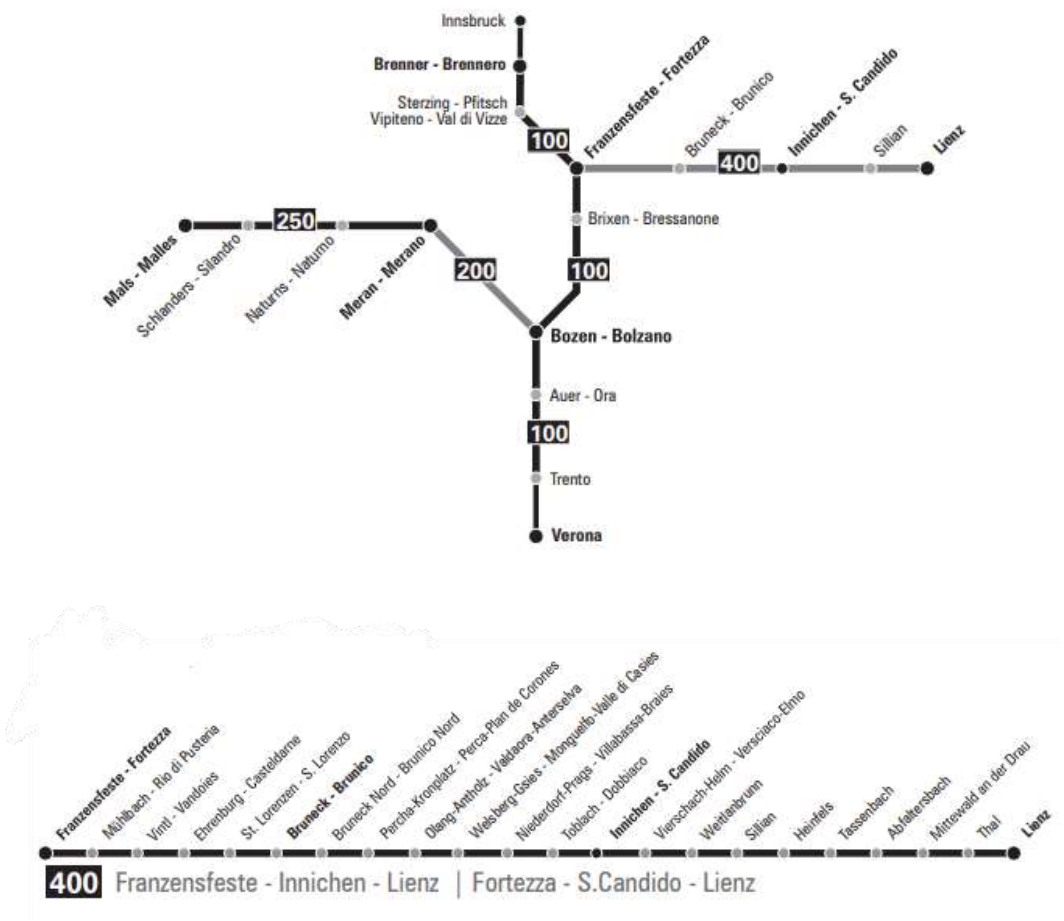 Innsbruck
Brenner - Brennero
Sterzing - Pfitsch
Vipiteno - Val di Vizze
100
Franzensfeste - Fortezza
Bruneck - Brunico
400
Innichen - S. Candido
Sillian
Lienz
Brixen - Bressanone
250
Mals - Malles
Schlanders - Silandro
Naturns - Naturno
Meran - Merano
200
100
Bozen - Bolzano
Auer - Ora
100
Trento
Verona
Franzensfeste - Fortezza
Mühlbach - Rio di Pusteria
Vintl - Vandoies
Ehrenburg - Casteldarne
St. Lorenzen - S. Lorenzo
Bruneck - Brunico
Bruneck Nord - Brunico Nord
Percha-Kronplatz - Perca-Plan de Corones
Olang-Antholz - Valdaora-Anterselva
Welsberg-Gsies - Monguelfo-Valle di Casies
Niederdorf-Prags - Villabassa-Braies
Toblach - Dobbiaco
Innichen - S. Candido
Vierschach-Helm - Versciaco-Elmo
Weitlanbrunn
Sillian
Heinfels
Tassenbach
Abfaltersbach
Mittewald an der Drau
Thal
Lienz
400 Franzensfeste - Innichen - Lienz | Fortezza - S.Candido - Lienz